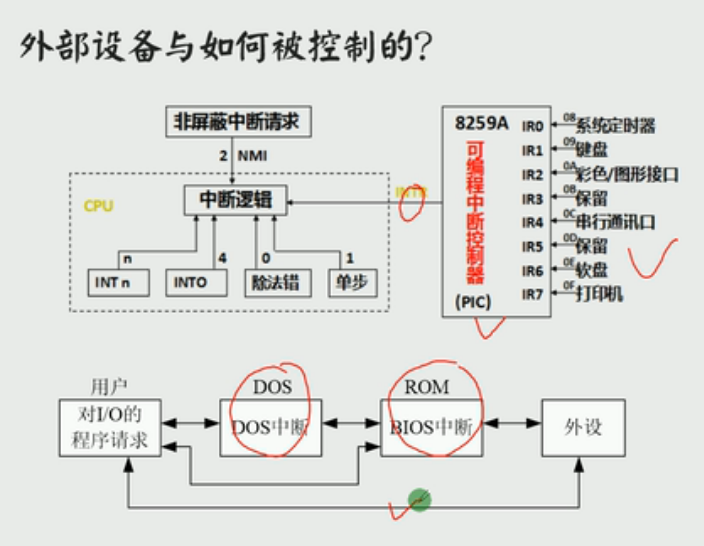 外部设备与如何被控制的?
非屏蔽中断请求
2 NMI
CPU
中断逻辑
INTR
n 4 0 1
INT n INTO 除法错 单步
8259A
可编程中断控制器
(PIC)
IR0 08 系统定时器
IR1 09 键盘
IR2 0A 彩色/图形接口
IR3 0B 保留
IR4 0C 串行通讯口
IR5 0D 保留
IR6 0E 软盘
IR7 0F 打印机
用户 DOS ROM
对I/O的
程序请求
DOS中断
BIOS中断
外设